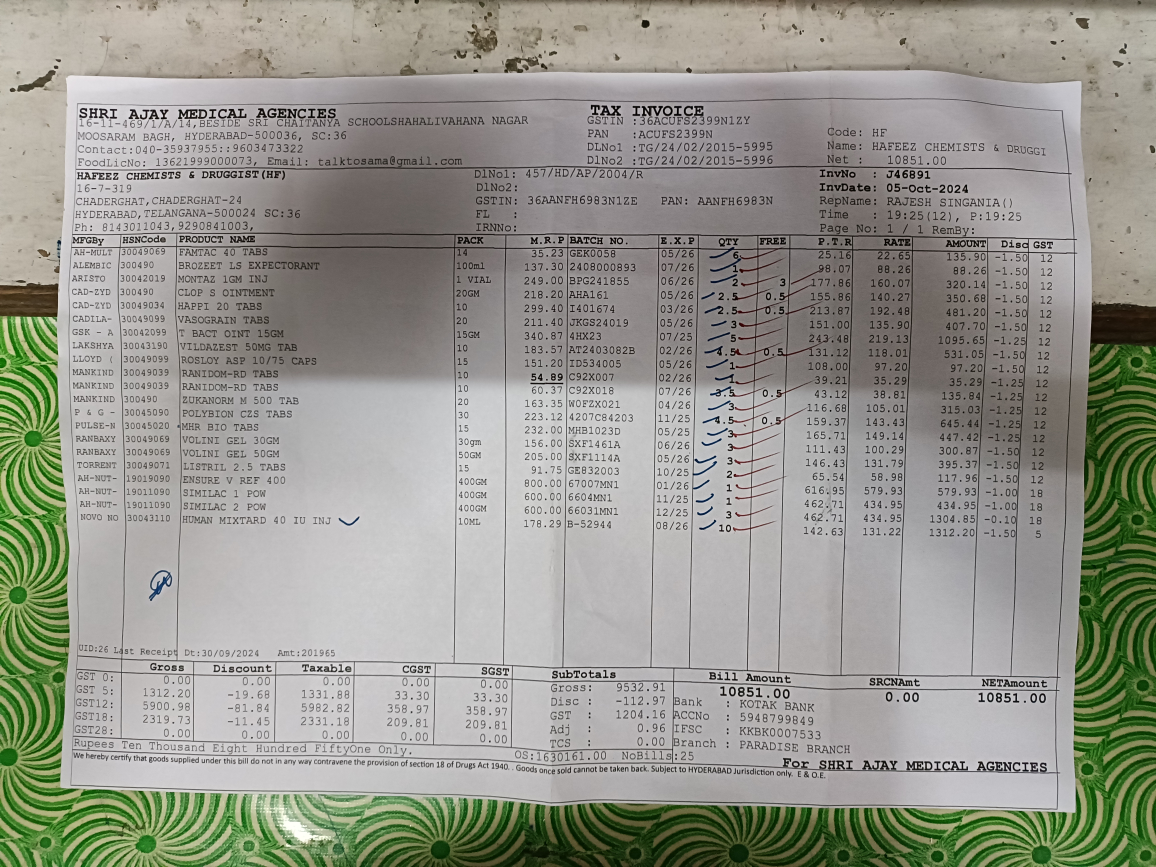 SHRI AJAY MEDICAL AGENCIES
16-11-469/1/A/14,BESIDE SRI CHAITANYA SCHOOLSHAHALIVAHANA NAGAR
MOOSARAM BAGH, HYDERABAD-500036, SC:36
Contact:040-35937955::9603473322
FoodLicNo: 13621999000073, Email: talktosama@gmail.com
TAX INVOICE
GSTIN :36ACUFS2399N1ZY
PAN :ACUFS2399N
DLNo1 :TG/24/02/2015-5995
DLNo2 :TG/24/02/2015-5996
Code: HF
Name: HAFEEZ CHEMISTS & DRUGGI
Net : 10851.00
HAFEEZ CHEMISTS & DRUGGIST(HF)
16-7-319
CHADERGHAT,CHADERGHAT-24
HYDERABAD,TELANGANA-500024 SC:36
Ph: 8143011043,9290841003,
DlNo1: 457/HD/AP/2004/R
DlNo2:
GSTIN: 36AANFH6983N1ZE PAN: AANFH6983N
FL :
IRNNo:
InvNo : J46891
InvDate: 05-Oct-2024
RepName: RAJESH SINGANIA()
Time : 19:25(12), P:19:25
Page No: 1 / 1 RemBy:
MFGBy HSNCode PRODUCT NAME PACK M.R.P BATCH NO. E.X.P QTY FREE P.T.R RATE AMOUNT Disc GST
AH-MULT 30049069 FAMTAC 40 TABS 14 35.23 GEK0058 05/26 6 25.16 22.65 135.90 -1.50 12
ALEMBIC 300490 BROZEET LS EXPECTORANT 100ml 137.30 2408000893 07/26 1 98.07 88.26 88.26 -1.50 12
ARISTO 30042019 MONTAZ 1GM INJ 1 VIAL 249.00 BPG241855 06/26 2 3 177.86 160.07 320.14 -1.50 12
CAD-ZYD 300490 CLOP S OINTMENT 20GM 218.20 AHA161 05/26 2.5 0.5 155.86 140.27 350.68 -1.50 12
CAD-ZYD 30049034 HAPPI 20 TABS 10 299.40 I401674 03/26 2.5 0.5 213.87 192.48 481.20 -1.50 12
CADILA- 30049099 VASOGRAIN TABS 20 211.40 JKGS24019 05/26 3 151.00 135.90 407.70 -1.50 12
GSK - A 30042099 T BACT OINT 15GM 15GM 340.87 4HX23 07/25 5 243.48 219.13 1095.65 -1.25 12
LAKSHYA 30043190 VILDAZEST 50MG TAB 10 183.57 AT2403082B 02/26 4.5 0.5 131.12 118.01 531.05 -1.50 12
LLOYD ( 30049099 ROSLOY ASP 10/75 CAPS 15 151.20 ID534005 05/26 1 108.00 97.20 97.20 -1.50 12
MANKIND 30049039 RANIDOM-RD TABS 10 54.89 C92X007 02/26 1 39.21 35.29 35.29 -1.25 12
MANKIND 30049039 RANIDOM-RD TABS 10 60.37 C92X018 07/26 3.5 0.5 43.12 38.81 135.84 -1.25 12
MANKIND 300490 ZUKANORM M 500 TAB 20 163.35 W0FZX021 04/26 3 116.68 105.01 315.03 -1.25 12
P & G - 30045090 POLYBION CZS TABS 30 223.12 42007C84203 11/25 4.5 0.5 159.37 143.43 645.44 -1.25 12
PULSE-N 30045020 MHR BIO TABS 15 232.00 MHB1023D 05/25 3 165.71 149.14 447.42 -1.25 12
RANBAXY 30049069 VOLINI GEL 30GM 30gm 156.00 SXF1461A 06/26 3 111.43 100.29 300.87 -1.50 12
RANBAXY 30049069 VOLINI GEL 50GM 50GM 205.00 SXF1114A 05/26 3 146.43 131.79 395.37 -1.50 12
TORRENT 30049071 LISTRIL 2.5 TABS 15 91.75 GE832003 10/25 2 65.54 58.98 117.96 -1.50 12
AH-NUT- 19019090 ENSURE V REF 400 400GM 800.00 67007MN1 01/26 1 616.95 579.93 579.93 -1.00 18
AH-NUT- 19011090 SIMILAC 1 POW 400GM 600.00 6604MN1 11/25 1 462.71 434.95 434.95 -1.00 18
AH-NUT- 19011090 SIMILAC 2 POW 400GM 600.00 66031MN1 12/25 3 462.71 434.95 1304.85 -0.10 18
NOVO NO 30043110 HUMAN MIXTARD 40 IU INJ 10ML 178.29 B-52944 08/26 10 142.63 131.22 1312.20 -1.50 5
UID:26 Last Receipt Dt:30/09/2024 Amt:201965
Gross Discount Taxable CGST SGST
GST 0: 0.00 0.00 0.00 0.00 0.00
GST 5: 1312.20 -19.68 1331.88 33.30 33.30
GST12: 5900.98 -81.84 5982.82 358.97 358.97
GST18: 2319.73 -11.45 2331.18 209.81 209.81
GST28: 0.00 0.00 0.00 0.00 0.00
SubTotals
Gross: 9532.91
Disc : -112.97
GST : 1204.16
Adj : 0.96
TCS : 0.00
Bill Amount
10851.00
SRCNAmt
0.00
NETAmount
10851.00
Bank : KOTAK BANK
ACCNo : 5948799849
IFSC : KKBK0007533
Branch : PARADISE BRANCH
Rupees Ten Thousand Eight Hundred FiftyOne Only.
OS:1630161.00 NoBills:25
For SHRI AJAY MEDICAL AGENCIES
We hereby certify that goods supplied under this bill do not in any way contravene the provision of section 18 of Drugs Act 1940. . Goods once sold cannot be taken back. Subject to HYDERABAD Jurisdiction only. E & O.E.